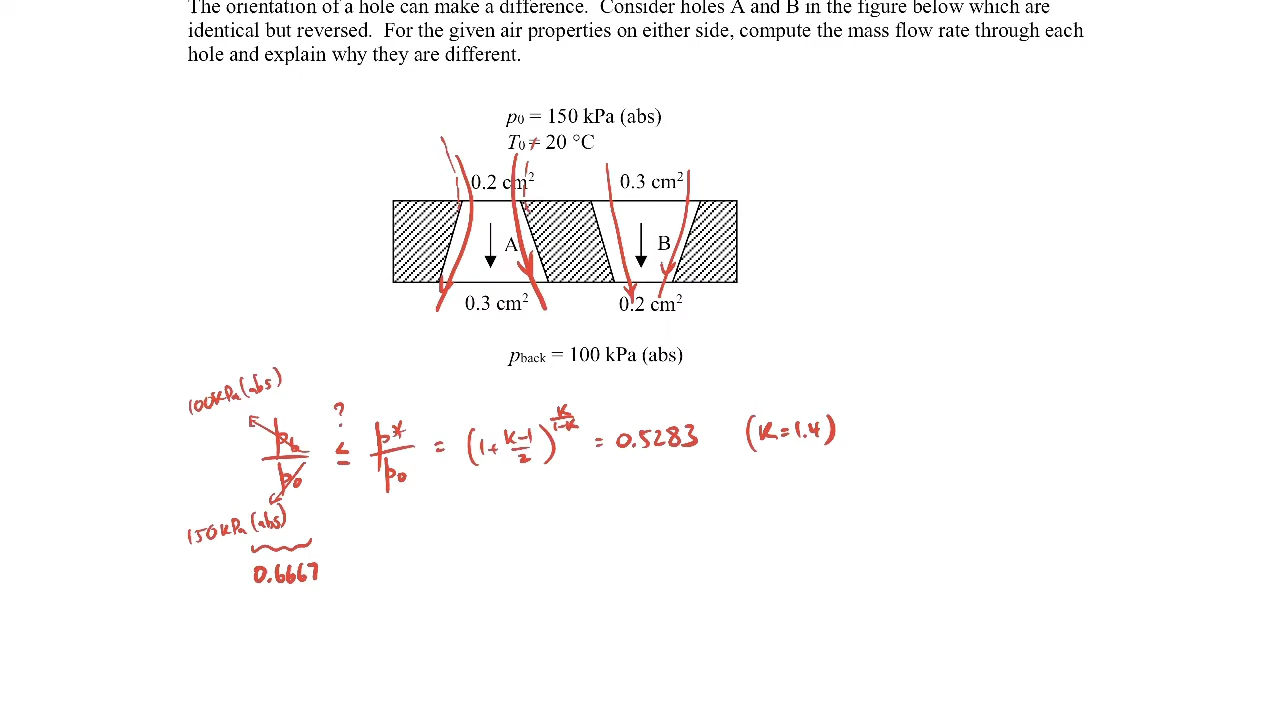 The orientation of a hole can make a difference. Consider holes A and B in the figure below which are
identical but reversed. For the given air properties on either side, compute the mass flow rate through each
hole and explain why they are different.
p0 = 150 kPa (abs)
T0 = 20 °C
0.2 cm² 0.3 cm²
A B
0.3 cm² 0.2 cm²
pback = 100 kPa (abs)
100kPa (abs)
?
pb/p0 ≤ p*/p0 = (1+ (k-1)/2)^(k/(1-k)) = 0.5283 (k=1.4)
150kPa (abs)
0.6667